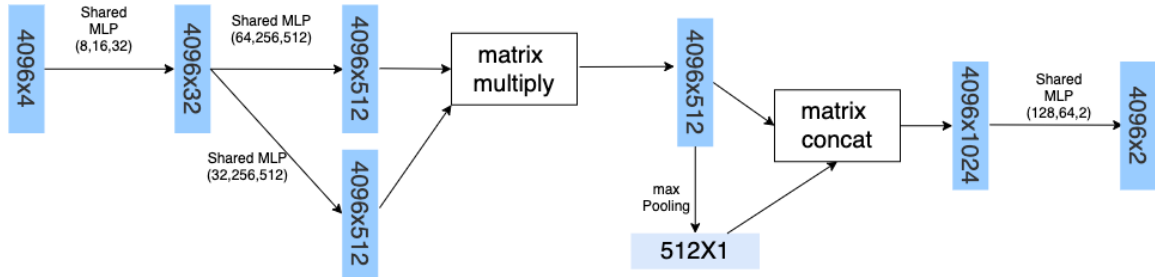 4096x4
Shared
MLP
(8,16,32)
4096x32
Shared MLP
(64,256,512)
4096x512
Shared MLP
(32,256,512)
4096x512
matrix
multiply
4096x512
max
Pooling
512X1
matrix
concat
4096x1024
Shared
MLP
(128,64,2)
4096x2